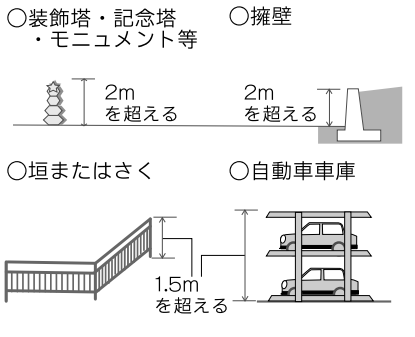 ○装飾塔・記念塔
・モニュメント等
○擁壁
2m
を超える
2m
を超える
○垣またはさく
○自動車車庫
1.5m
を超える